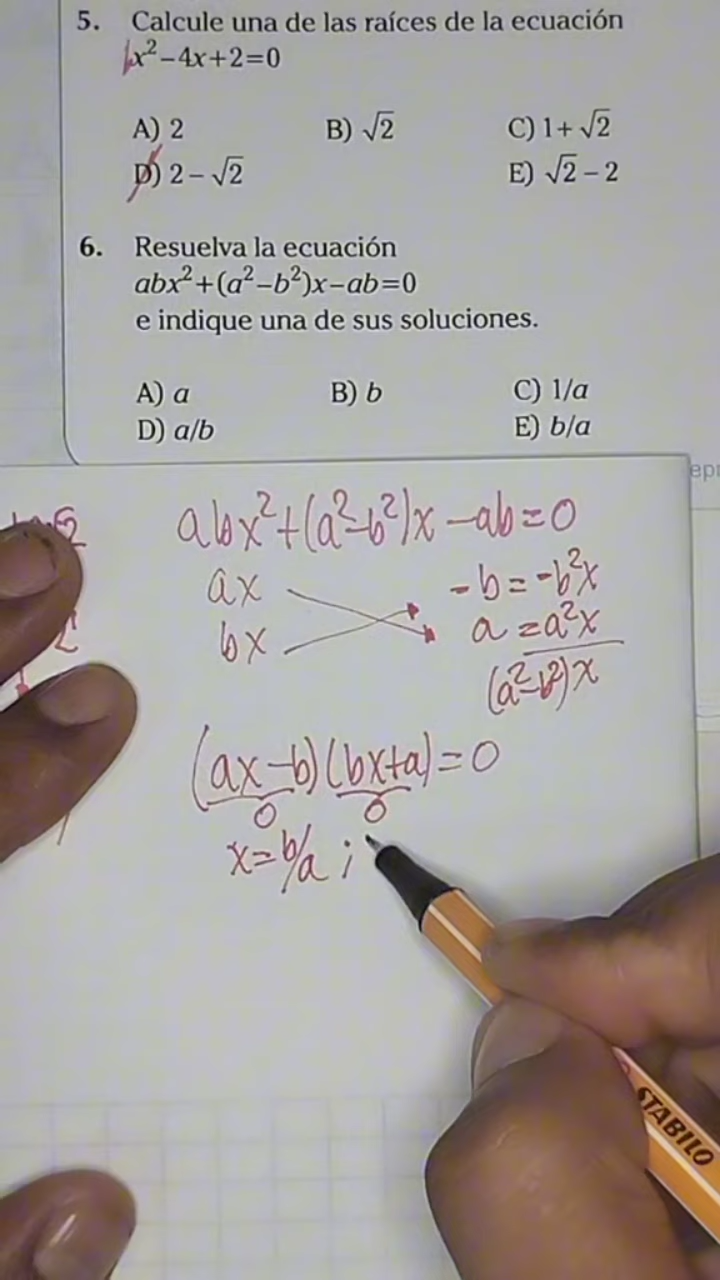 5. Calcule una de las raíces de la ecuación
x²−4x+2=0
A) 2 B) √2 C) 1+ √2
D) 2− √2 E) √2 − 2
6. Resuelva la ecuación
abx²+(a²−b²)x−ab=0
e indique una de sus soluciones.
A) a B) b C) 1/a
D) a/b E) b/a
abx²+(a²-b²)x-ab=0
ax -b=-b²x
bx a=a²x
(a²-b²)x
(ax-b)(bx+a)=0
0 0
x=b/a ;
STABILO